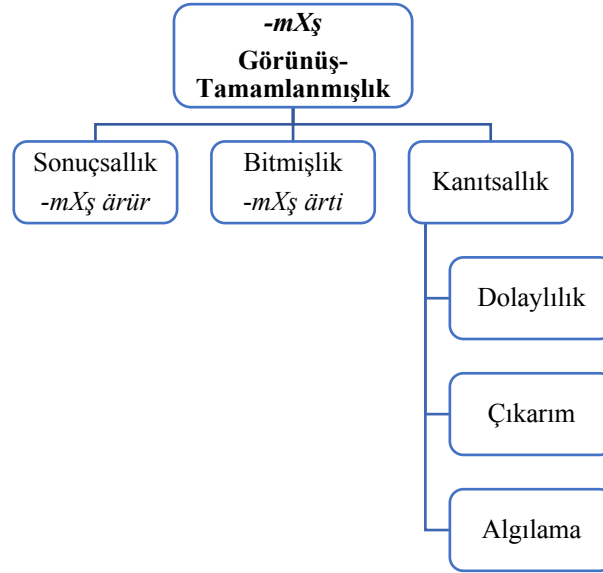 -mXş
Görünüş-
Tamamlanmışlık
Sonuçsallık
-mXş ärür
Bitmişlik
-mXş ärti
Kanıtsallık
Dolaylılık
Çıkarım
Algılama